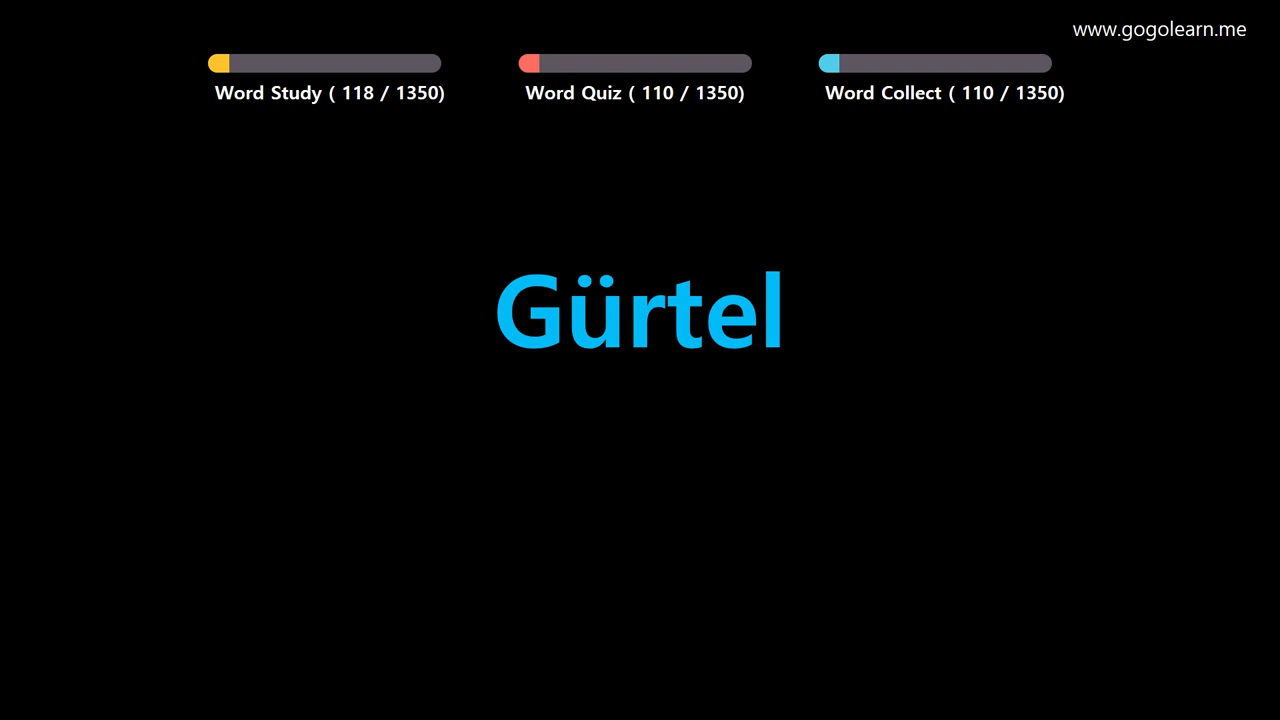 www.gogolearn.me
Word Study ( 118 / 1350)
Word Quiz ( 110 / 1350)
Word Collect ( 110 / 1350)
Gürtel